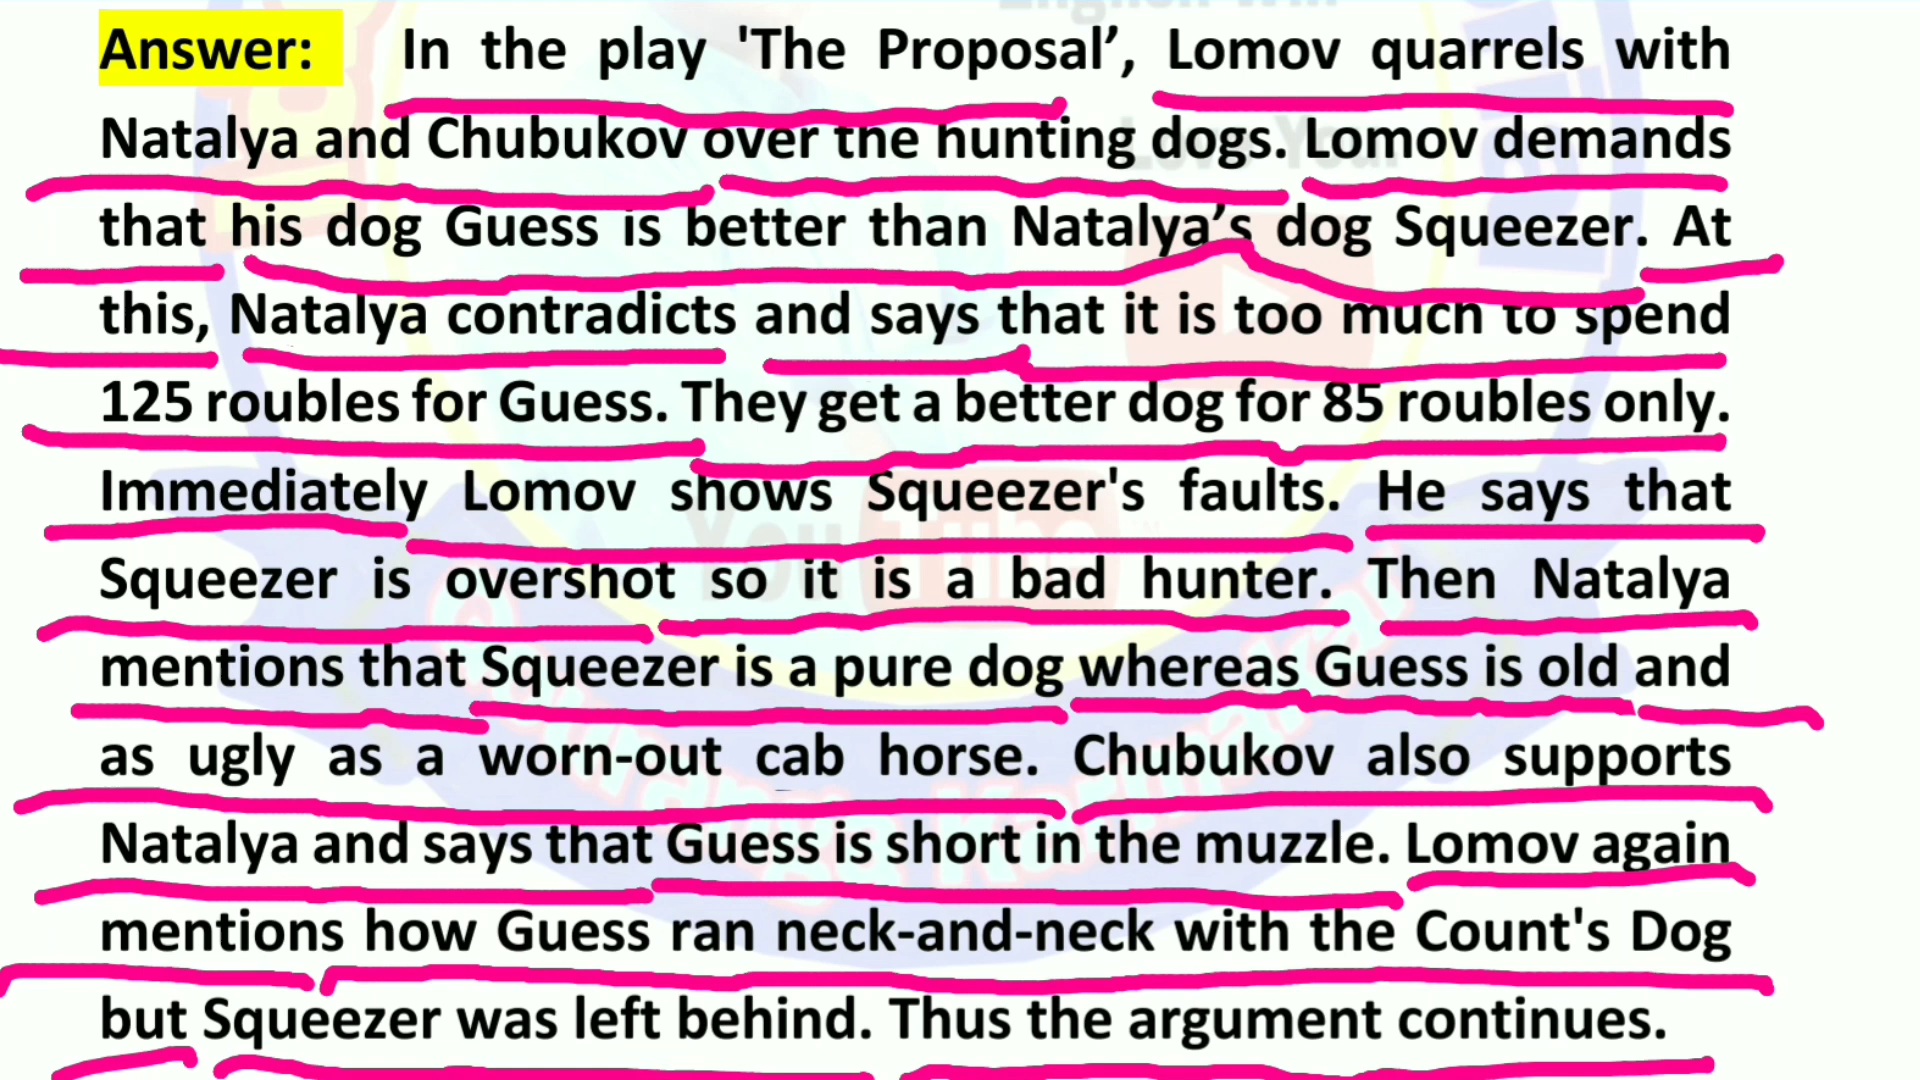 Answer: In the play 'The Proposal’, Lomov quarrels with
Natalya and Chubukov over the hunting dogs. Lomov demands
that his dog Guess is better than Natalya’s dog Squeezer. At
this, Natalya contradicts and says that it is too much to spend
125 roubles for Guess. They get a better dog for 85 roubles only.
Immediately Lomov shows Squeezer's faults. He says that
Squeezer is overshot so it is a bad hunter. Then Natalya
mentions that Squeezer is a pure dog whereas Guess is old and
as ugly as a worn-out cab horse. Chubukov also supports
Natalya and says that Guess is short in the muzzle. Lomov again
mentions how Guess ran neck-and-neck with the Count's Dog
but Squeezer was left behind. Thus the argument continues.